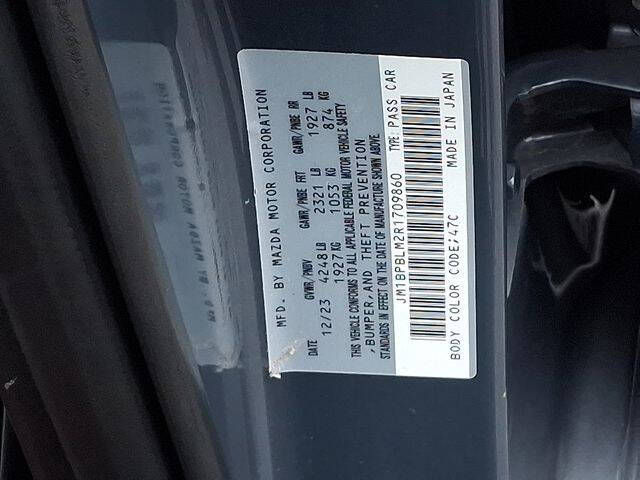 MFD. BY MAZDA MOTOR CORPORATION
DATE GVWR/PNBV GAWR/PNBE FRT GAWR/PNBE RR
12/23 4248 LB 2321 LB 1927 LB
1927 KG 1053 KG 874 KG
THIS VEHICLE CONFORMS TO ALL APPLICABLE FEDERAL MOTOR VEHICLE SAFETY
, BUMPER, AND THEFT PREVENTION
STANDARDS IN EFFECT ON THE DATE OF MANUFACTURE SHOWN ABOVE.
JM1BPBLM2R1709860 TYPE: PASS CAR
BODY COLOR CODE;47C MADE IN JAPAN